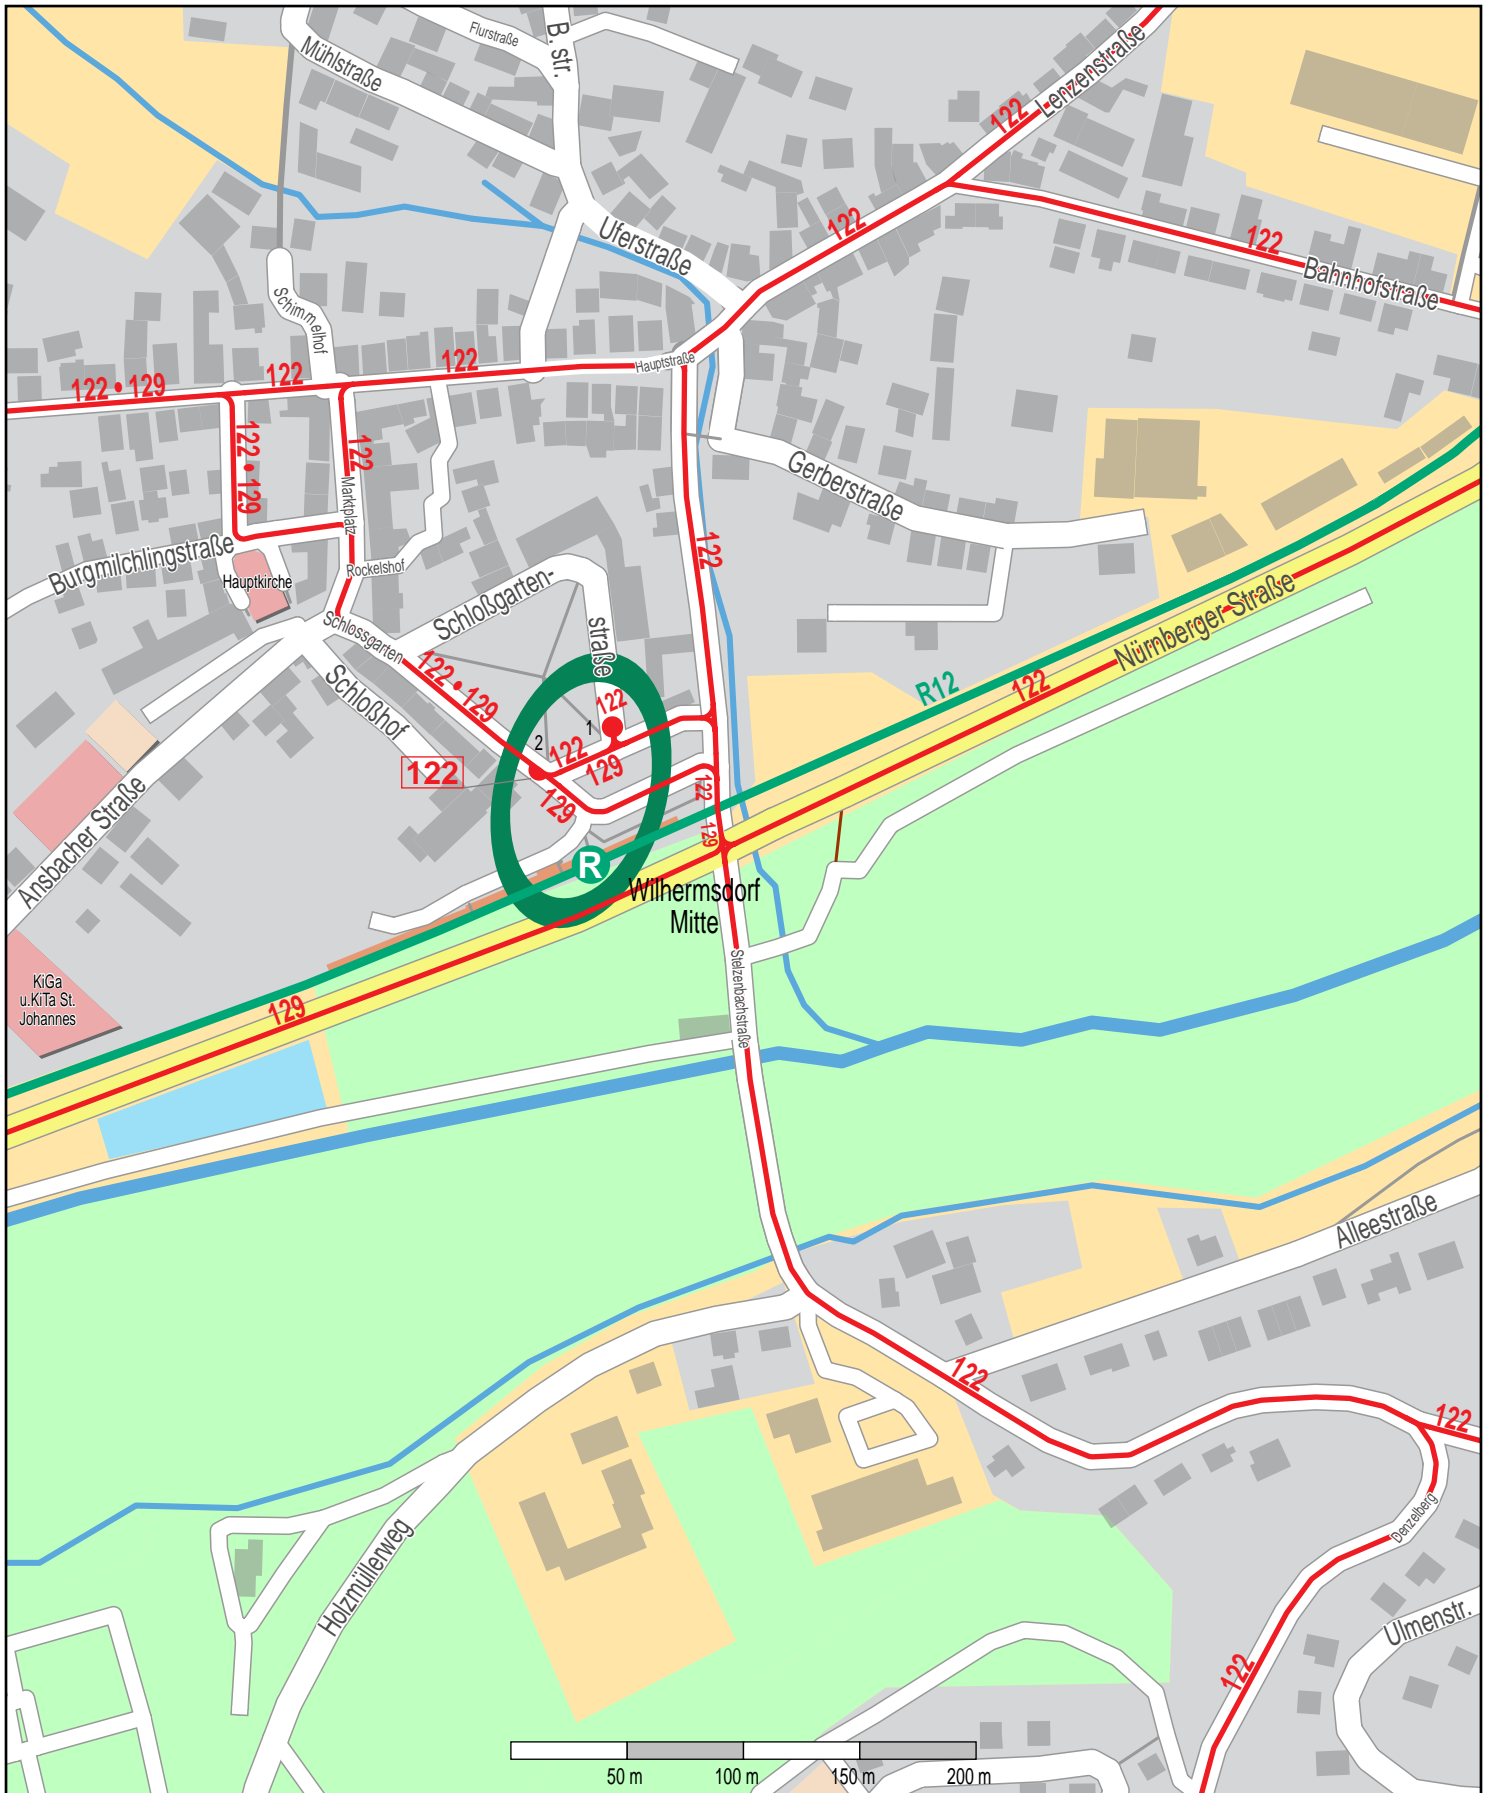 Flurstraße
B. str.
Mühlstraße
Lenzenstraße
122
122
Uferstraße
122
Bahnhofstraße
Schimmelhof
Hauptstraße
122
122
122 • 129
122 • 129
122
Marktplatz
Gerberstraße
122
Burgmilchlingstraße
Hauptkirche
Rockelshof
Schloßgarten-
straße
Schlossgarten
Nürnberger Straße
122 • 129
Schloßhof
R12
122
122
1
2
122
129
122
129
122
129
Ansbacher Straße
R
Wilhermsdorf
Mitte
KiGa
u.KiTa St.
Johannes
129
Stelzenbachstraße
Alleestraße
122
122
Denzelberg
Holzmüllerweg
Ulmenstr.
122
50 m
100 m
150 m
200 m